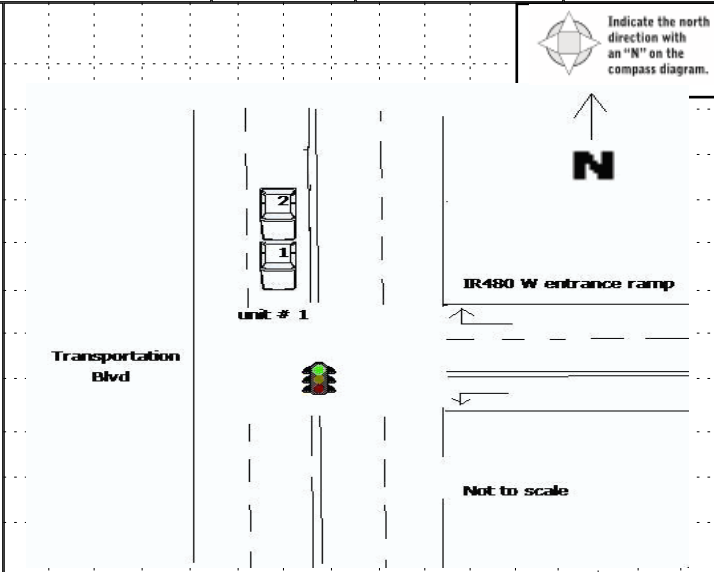 Indicate the north
direction with
an "N" on the
compass diagram.
N
2
1
IR480 W entrance ramp
unit # 1
Transportation
Blvd
Not to scale